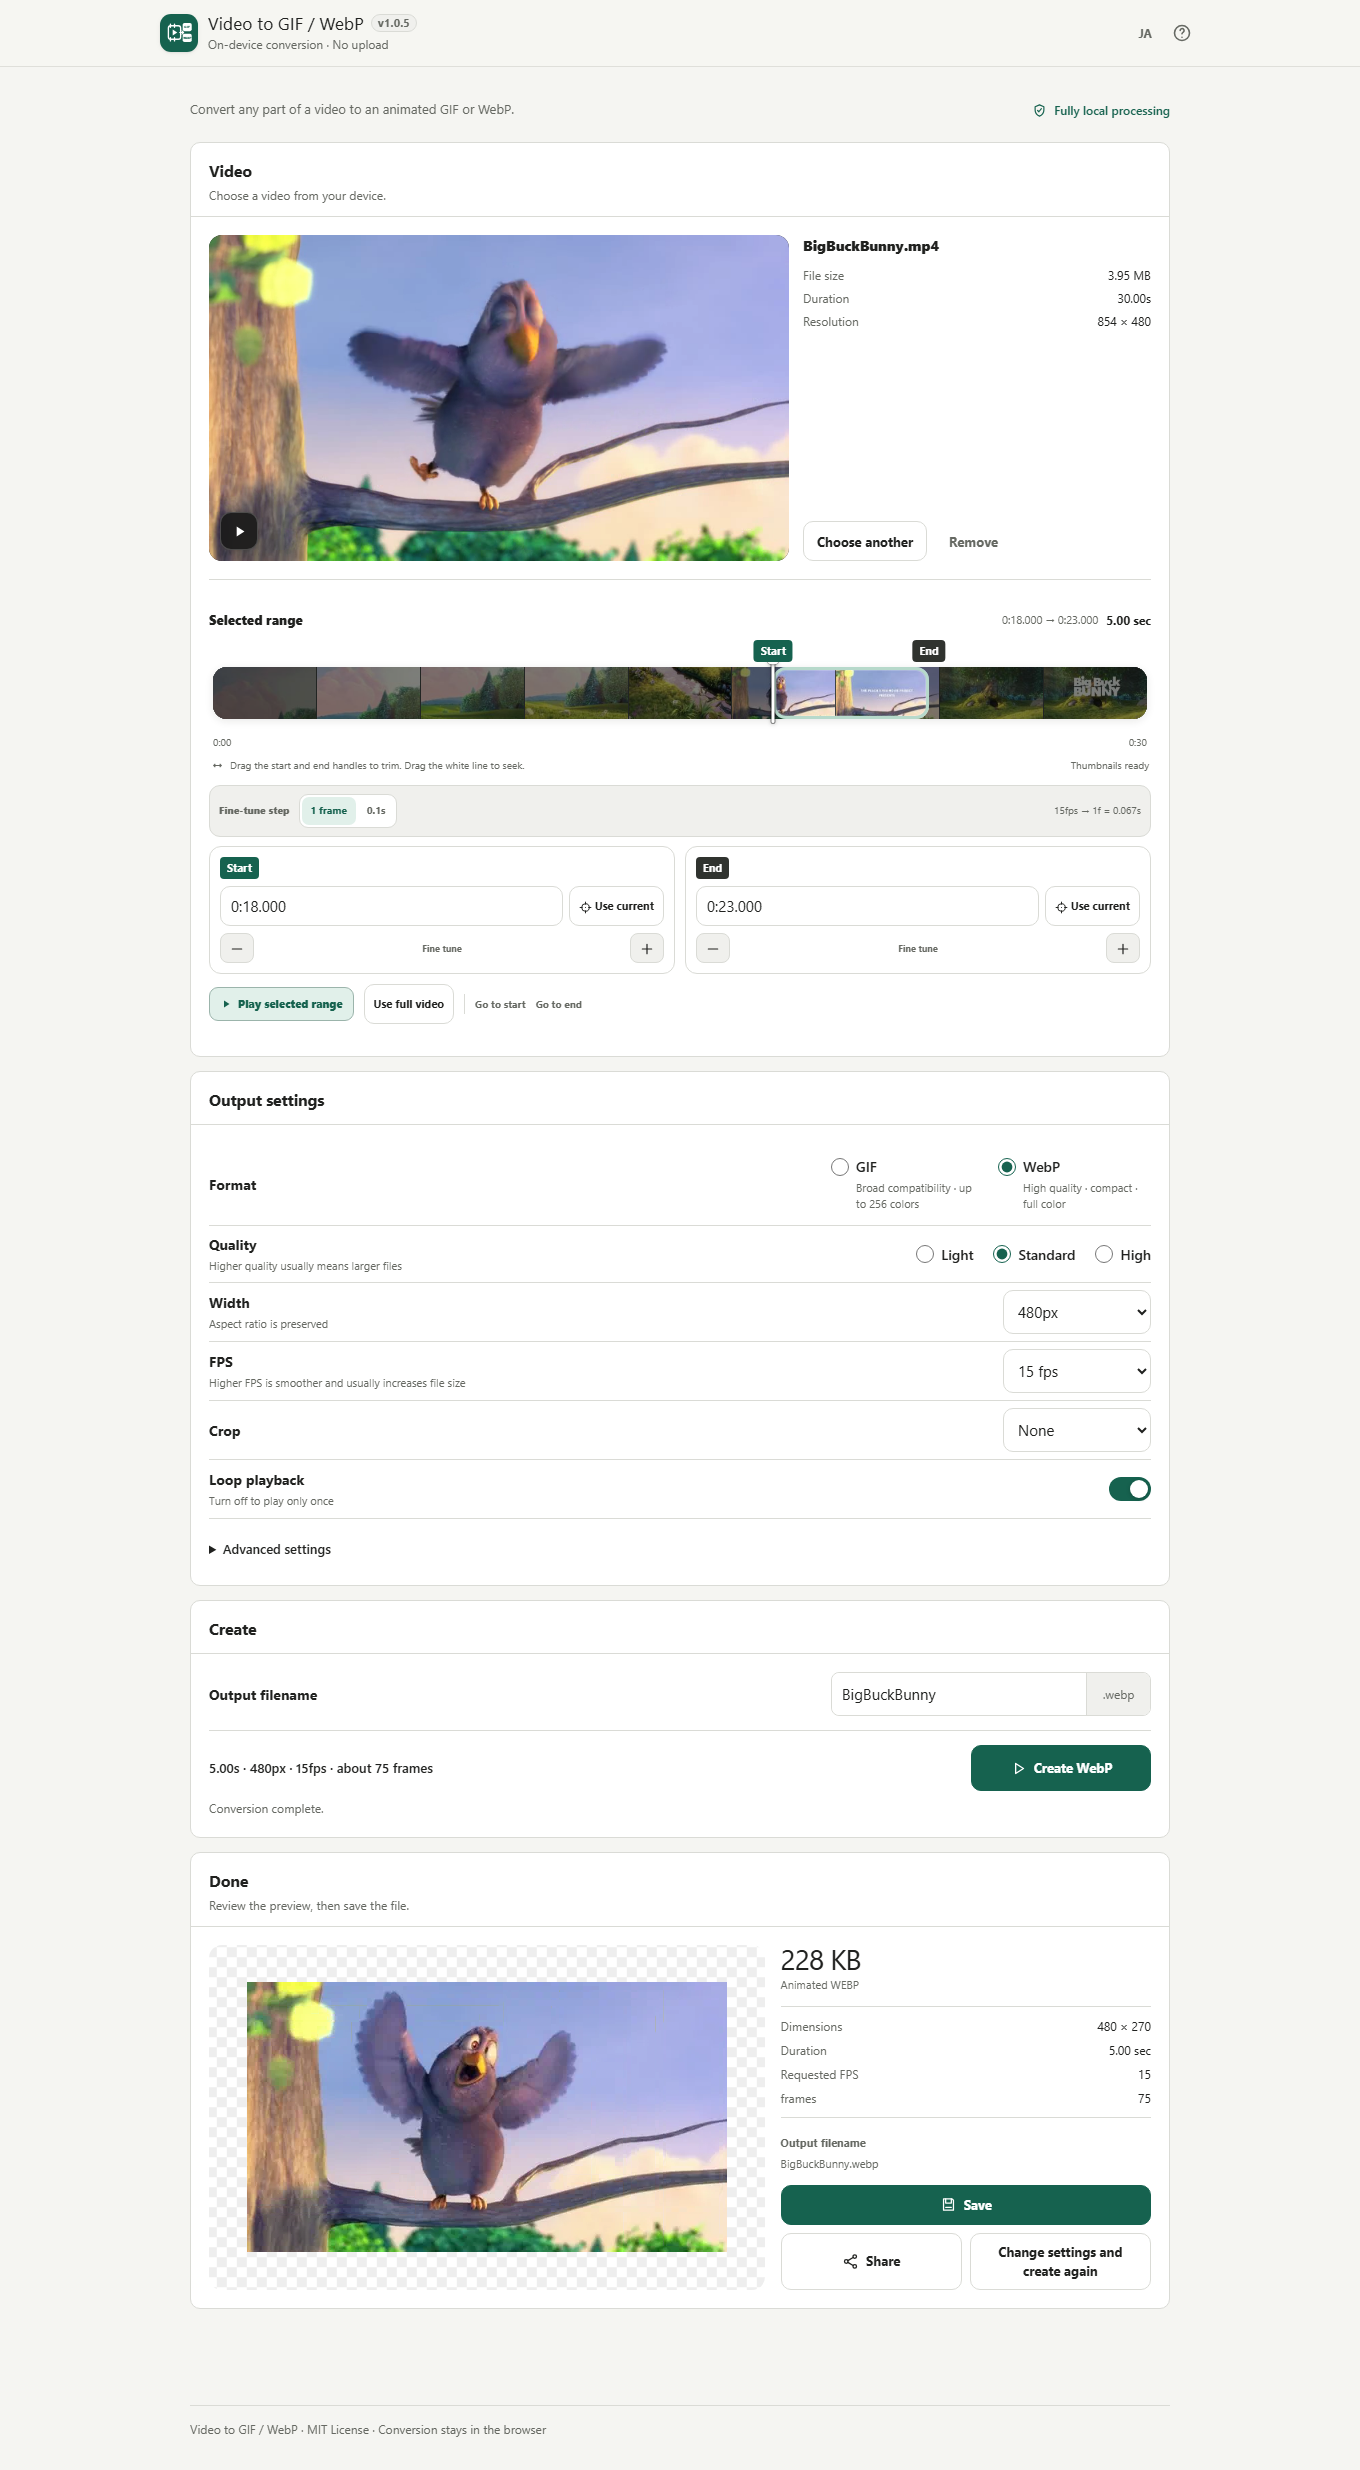 Video to GIF / WebP v1.0.5
On-device conversion · No upload
JA
Convert any part of a video to an animated GIF or WebP.
Fully local processing
Video
Choose a video from your device.
BigBuckBunny.mp4
File size 3.95 MB
Duration 30.00s
Resolution 854 × 480
Choose another Remove
Selected range 0:18.000 → 0:23.000 5.00 sec
Start End
Big Buck
BUNNY
0:00 0:30
↔ Drag the start and end handles to trim. Drag the white line to seek. Thumbnails ready
Fine-tune step 1 frame 0.1s 15fps → 1f = 0.067s
Start
0:18.000 Use current
− Fine tune +
End
0:23.000 Use current
− Fine tune +
Play selected range Use full video Go to start Go to end
Output settings
Format
GIF
Broad compatibility · up
to 256 colors
WebP
High quality · compact ·
full color
Quality
Higher quality usually means larger files
Light Standard High
Width
Aspect ratio is preserved
480px
FPS
Higher FPS is smoother and usually increases file size
15 fps
Crop None
Loop playback
Turn off to play only once
Advanced settings
Create
Output filename BigBuckBunny .webp
5.00s · 480px · 15fps · about 75 frames Create WebP
Conversion complete.
Done
Review the preview, then save the file.
228 KB
Animated WEBP
Dimensions 480 × 270
Duration 5.00 sec
Requested FPS 15
frames 75
Output filename
BigBuckBunny.webp
Save
Share
Change settings and
create again
Video to GIF / WebP · MIT License · Conversion stays in the browser